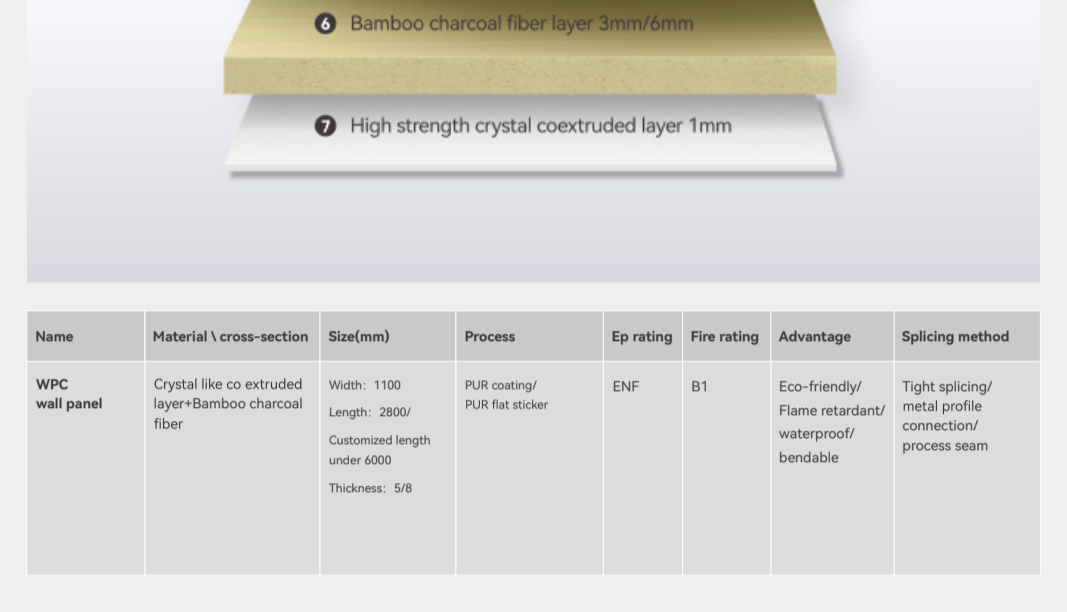 6 Bamboo charcoal fiber layer 3mm/6mm
7 High strength crystal coextruded layer 1mm
Name
Material \ cross-section
Size(mm)
Process
Ep rating
Fire rating
Advantage
Splicing method
WPC
wall panel
Crystal like co extruded
layer+Bamboo charcoal
fiber
Width: 1100
Length: 2800/
Customized length
under 6000
Thickness: 5/8
PUR coating/
PUR flat sticker
ENF
B1
Eco-friendly/
Flame retardant/
waterproof/
bendable
Tight splicing/
metal profile
connection/
process seam